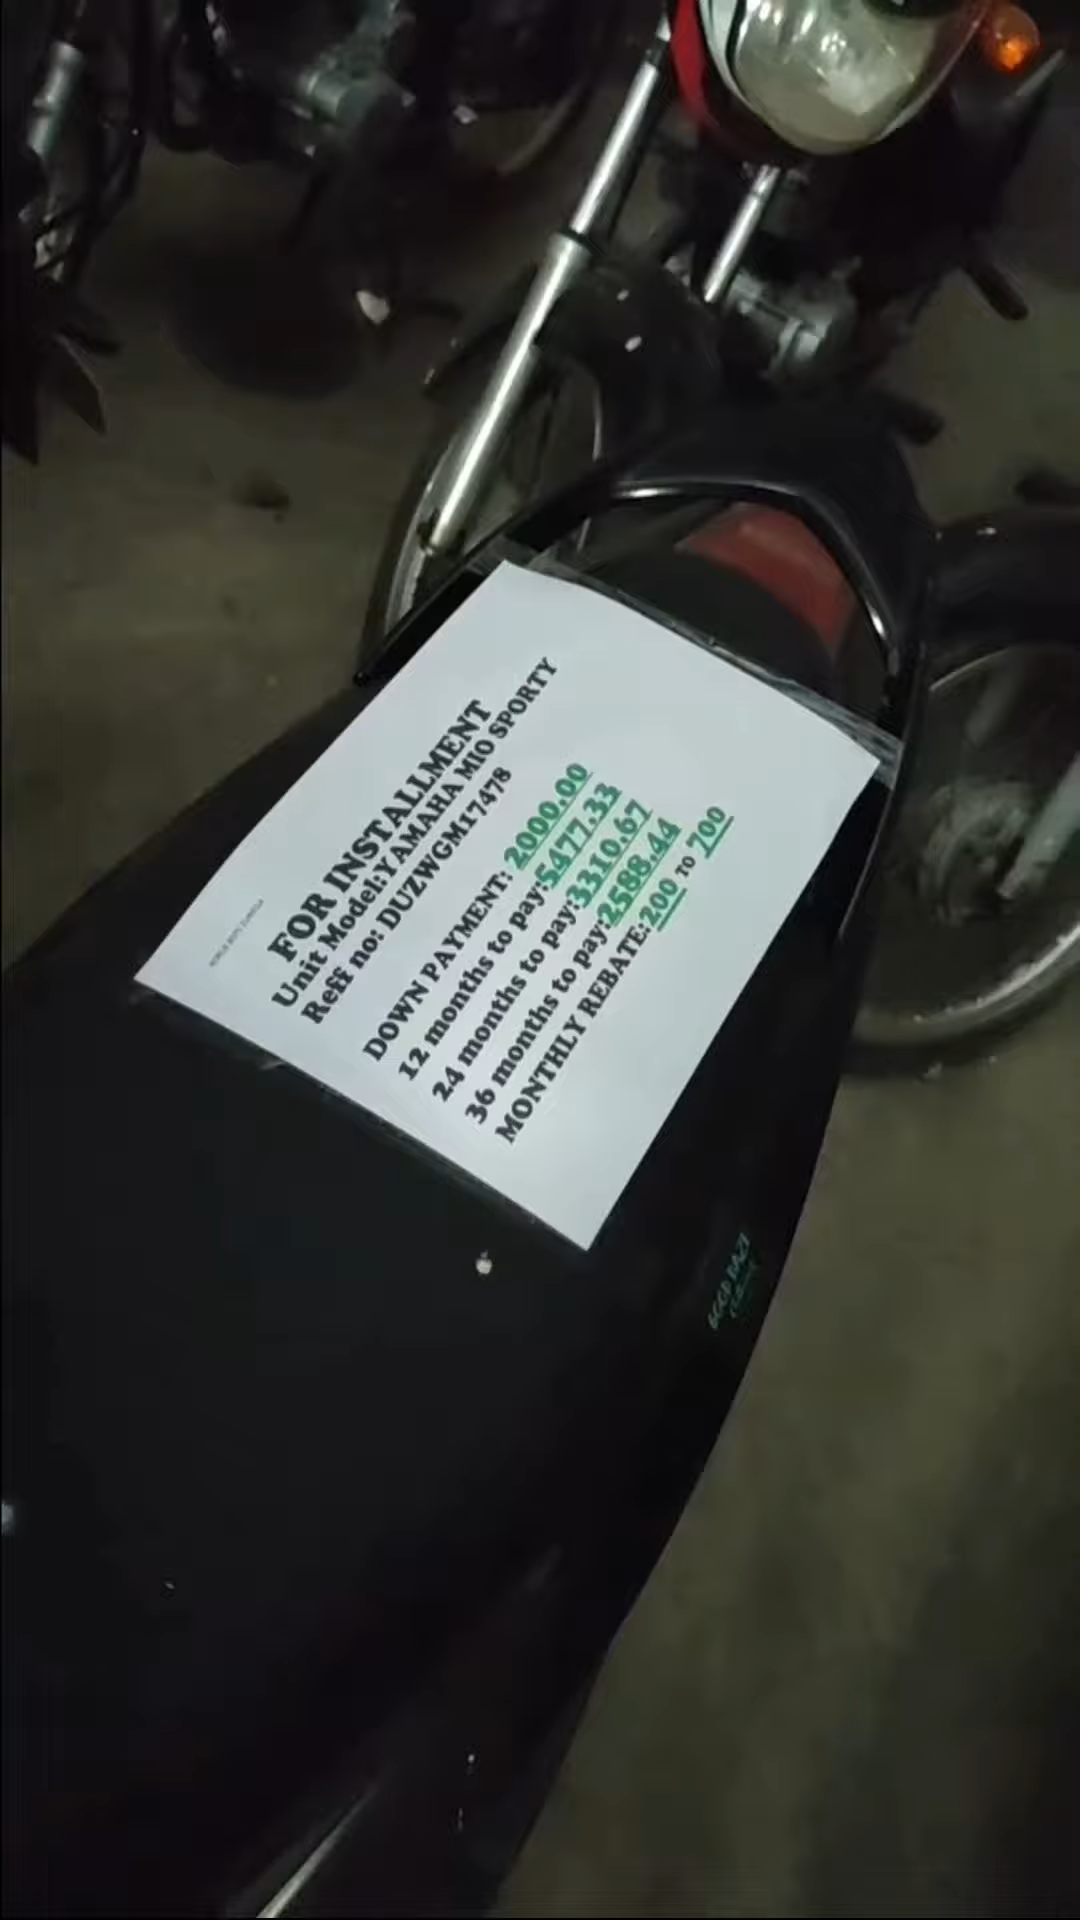 FOR INSTALLMENT
Unit Model:YAMAHA MIO SPORTY
Reff no: DUZWGM17478
DOWN PAYMENT: 2000.00
12 months to pay:5477.33
24 months to pay:3310.67
36 months to pay:2588.44
MONTHLY REBATE:200 TO 700